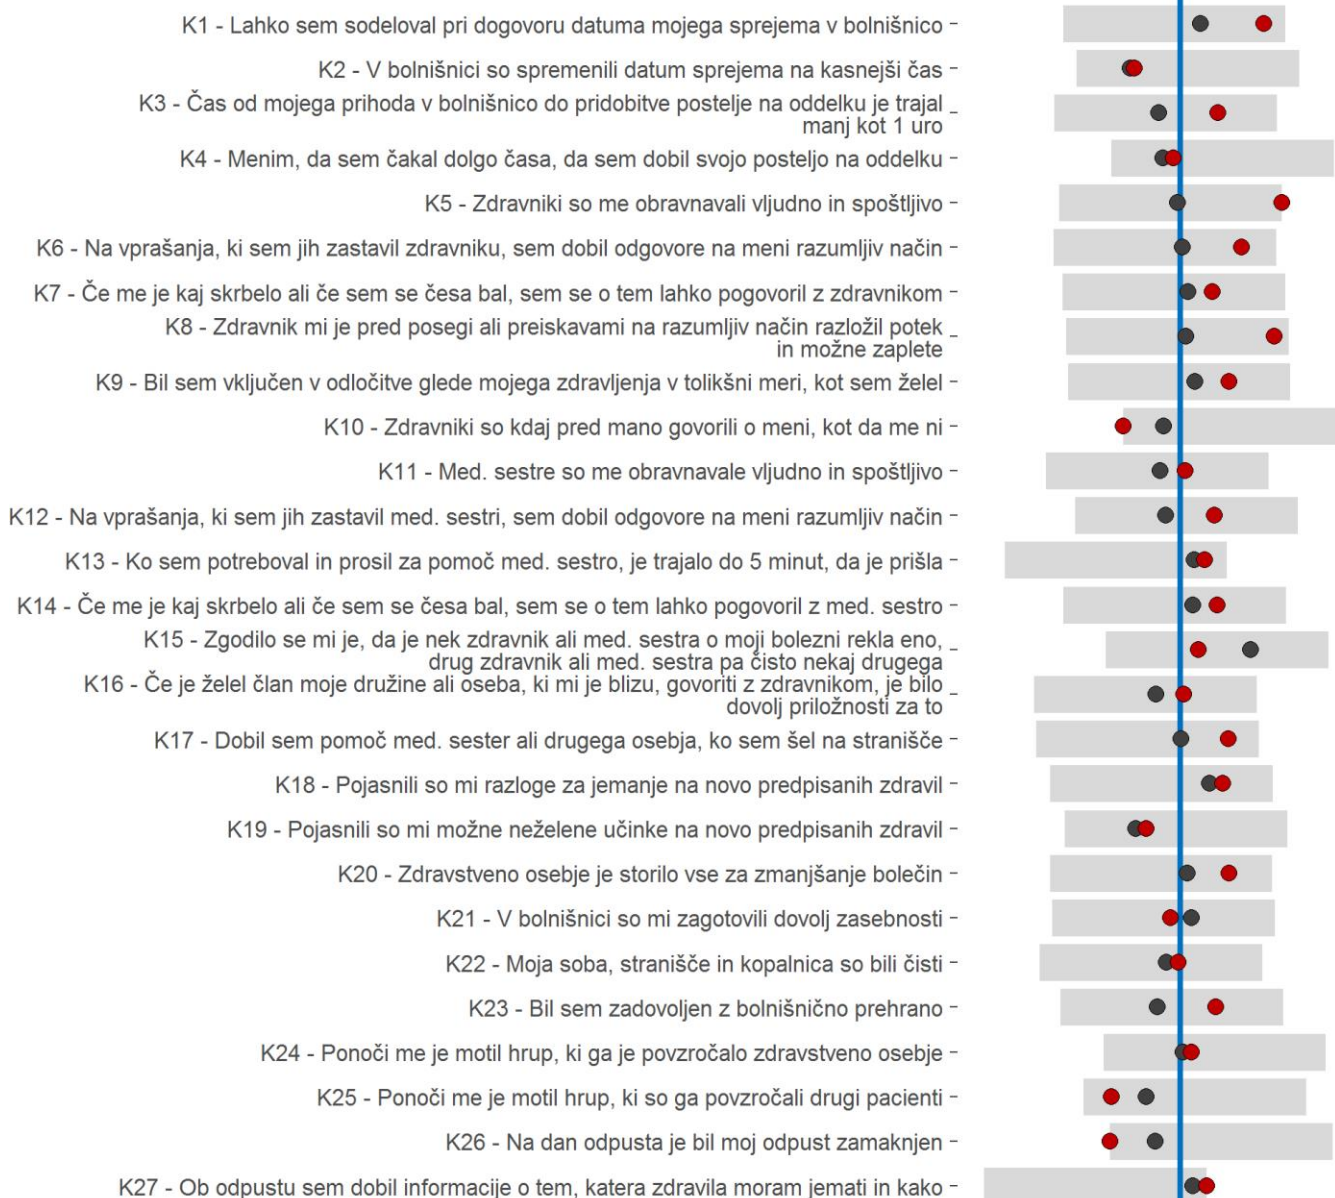 K1 - Lahko sem sodeloval pri dogovoru datuma mojega sprejema v bolnišnico
K2 - V bolnišnici so spremenili datum sprejema na kasnejši čas
K3 - Čas od mojega prihoda v bolnišnico do pridobitve postelje na oddelku je trajal
manj kot 1 uro
K4 - Menim, da sem čakal dolgo časa, da sem dobil svojo posteljo na oddelku
K5 - Zdravniki so me obravnavali vljudno in spoštljivo
K6 - Na vprašanja, ki sem jih zastavil zdravniku, sem dobil odgovore na meni razumljiv način
K7 - Če me je kaj skrbelo ali če sem se česa bal, sem se o tem lahko pogovoril z zdravnikom
K8 - Zdravnik mi je pred posegi ali preiskavami na razumljiv način razložil potek
in možne zaplete
K9 - Bil sem vključen v odločitve glede mojega zdravljenja v tolikšni meri, kot sem želel
K10 - Zdravniki so kdaj pred mano govorili o meni, kot da me ni
K11 - Med. sestre so me obravnavale vljudno in spoštljivo
K12 - Na vprašanja, ki sem jih zastavil med. sestri, sem dobil odgovore na meni razumljiv način
K13 - Ko sem potreboval in prosil za pomoč med. sestro, je trajalo do 5 minut, da je prišla
K14 - Če me je kaj skrbelo ali če sem se česa bal, sem se o tem lahko pogovoril z med. sestro
K15 - Zgodilo se mi je, da je nek zdravnik ali med. sestra o moji bolezni rekla eno,
drug zdravnik ali med. sestra pa čisto nekaj drugega
K16 - Če je želel član moje družine ali oseba, ki mi je blizu, govoriti z zdravnikom, je bilo
dovolj priložnosti za to
K17 - Dobil sem pomoč med. sester ali drugega osebja, ko sem šel na stranišče
K18 - Pojasnili so mi razloge za jemanje na novo predpisanih zdravil
K19 - Pojasnili so mi možne neželene učinke na novo predpisanih zdravil
K20 - Zdravstveno osebje je storilo vse za zmanjšanje bolečin
K21 - V bolnišnici so mi zagotovili dovolj zasebnosti
K22 - Moja soba, stranišče in kopalnica so bili čisti
K23 - Bil sem zadovoljen z bolnišnično prehrano
K24 - Ponoči me je motil hrup, ki ga je povzročalo zdravstveno osebje
K25 - Ponoči me je motil hrup, ki so ga povzročali drugi pacienti
K26 - Na dan odpusta je bil moj odpust zamaknjen
K27 - Ob odpustu sem dobil informacije o tem, katera zdravila moram jemati in kako